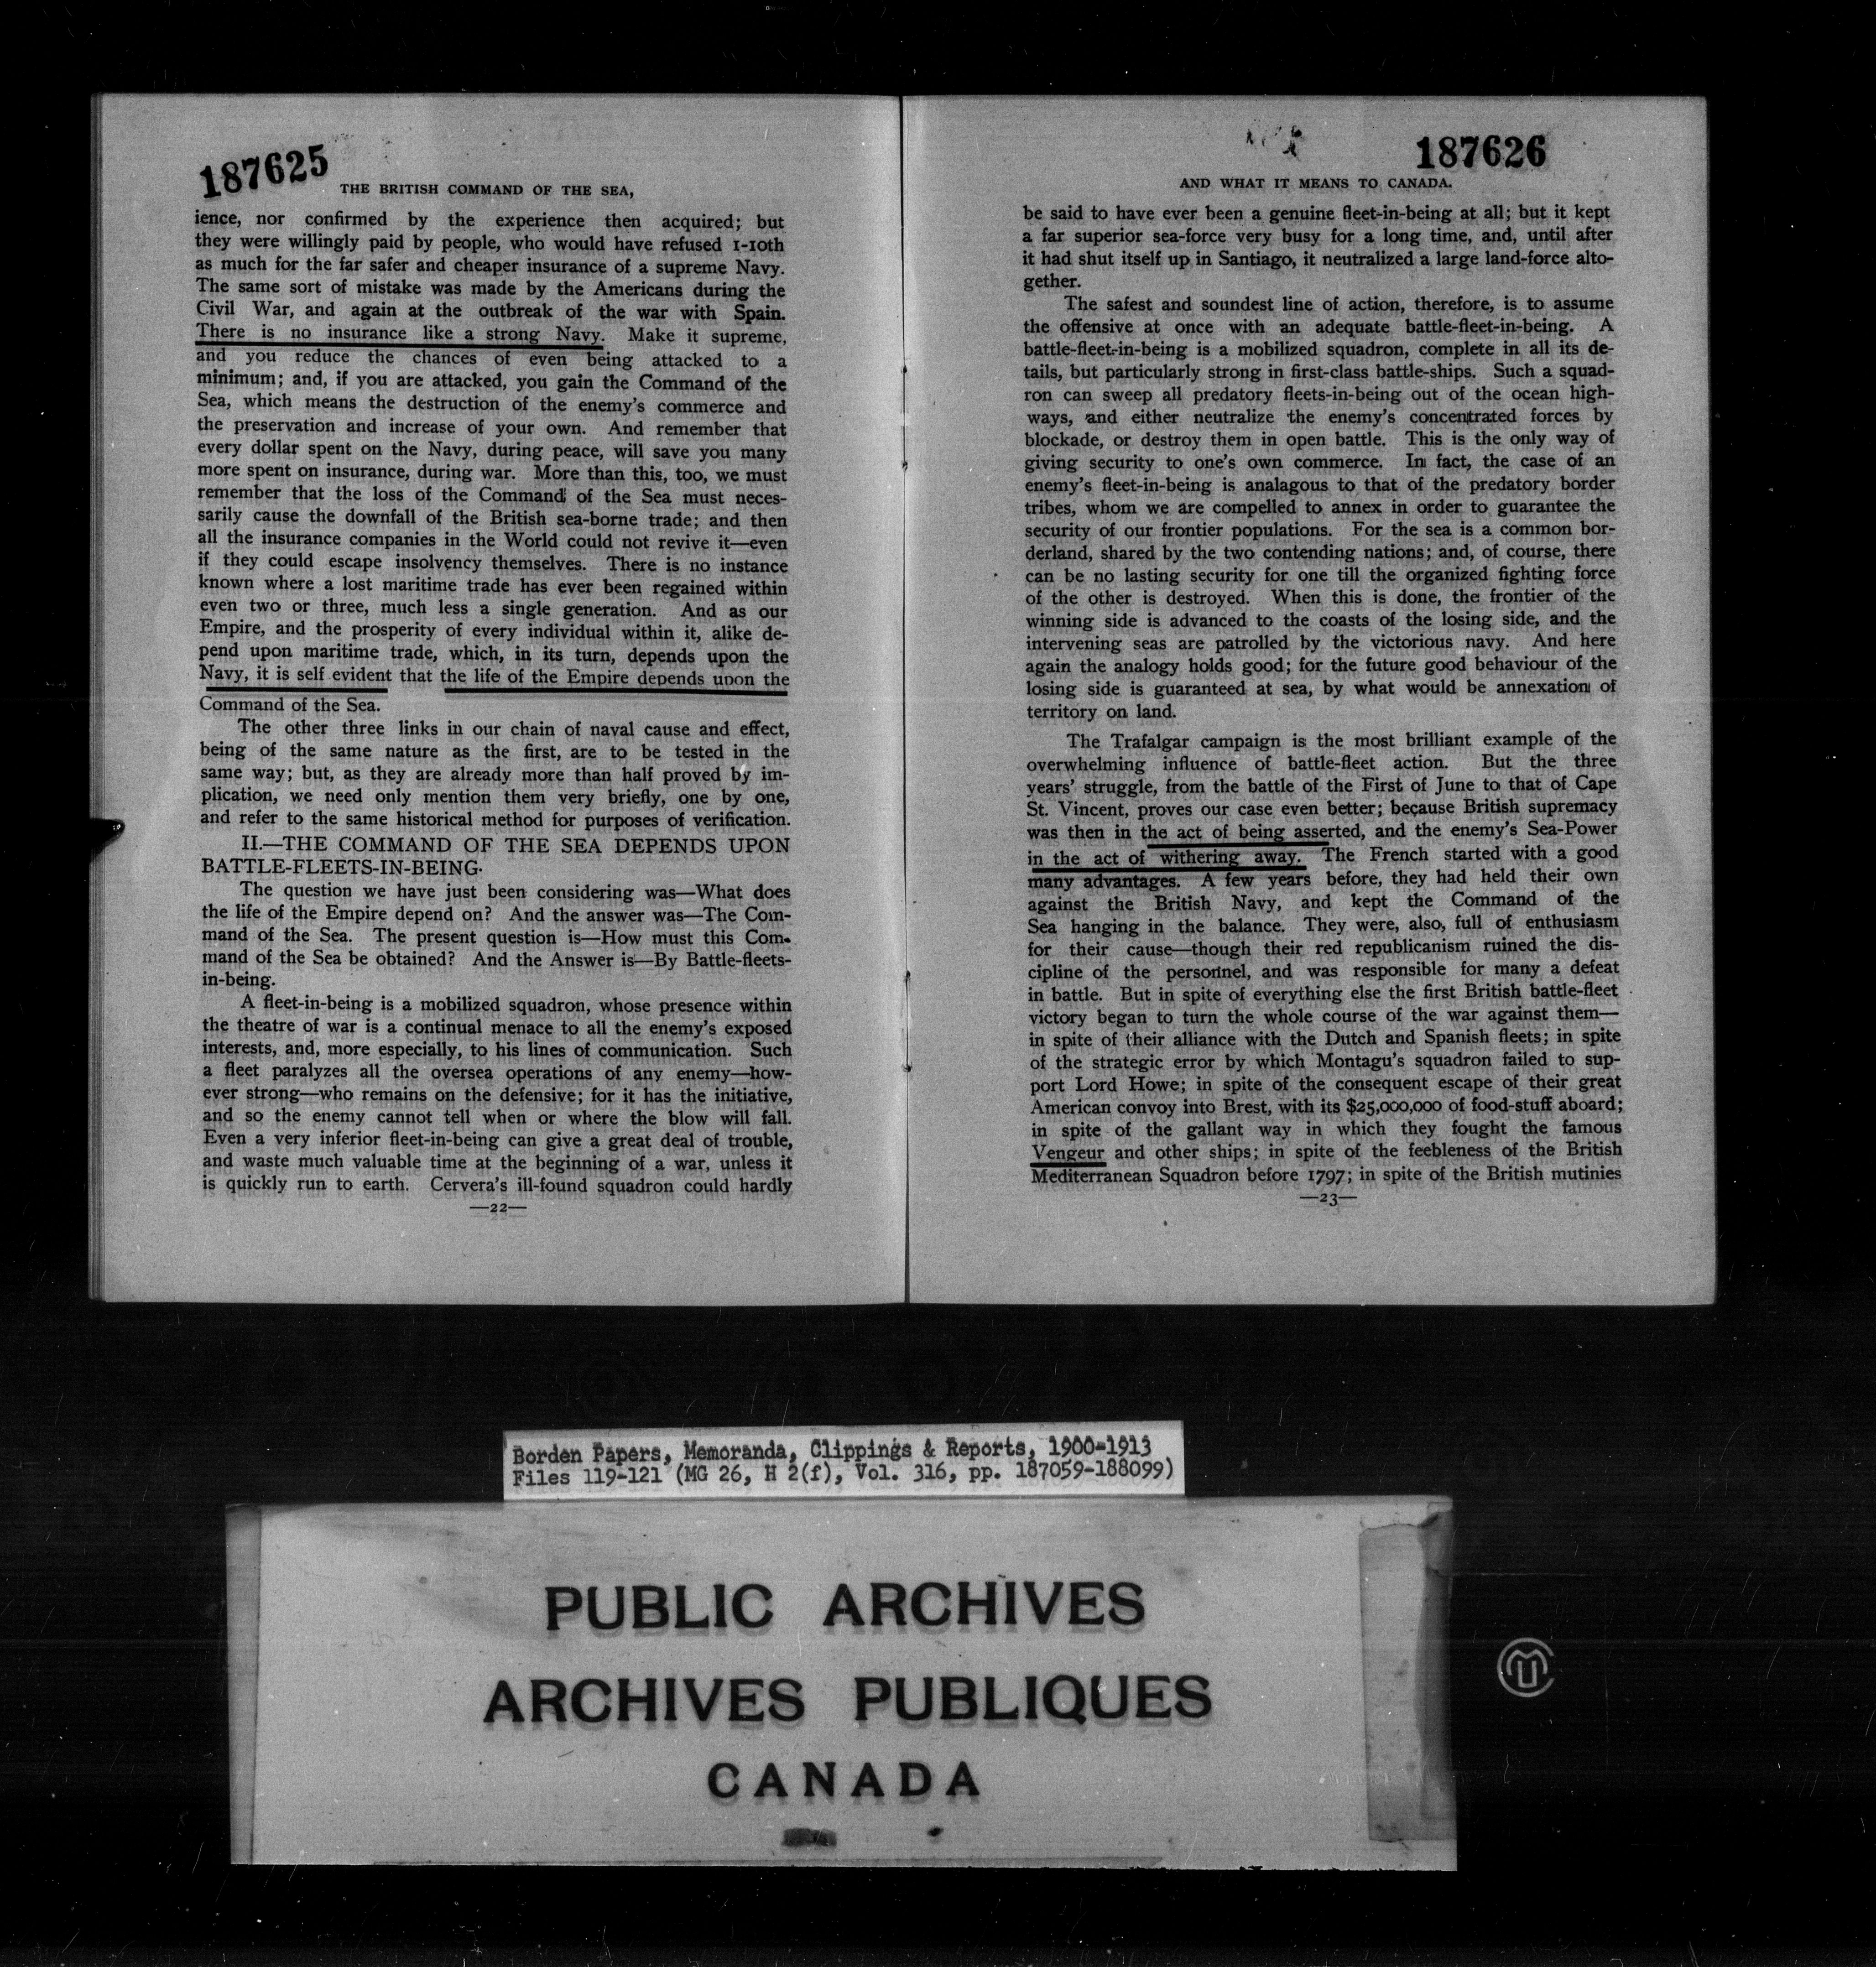 187625
THE BRITISH COMMAND OF THE SEA,
ience, nor confirmed by the experience then acquired; but
they were willingly paid by people, who would have refused 1-10th
as much for the far safer and cheaper insurance of a supreme Navy.
The same sort of mistake was made by the Americans during the
Civil War, and again at the outbreak of the war with Spain.
There is no insurance like a strong Navy. Make it supreme,
and you reduce the chances of even being attacked to a
minimum; and, if you are attacked, you gain the Command of the
Sea, which means the destruction of the enemy's commerce and
the preservation and increase of your own. And remember that
every dollar spent on the Navy, during peace, will save you many
more spent on insurance, during war. More than this, too, we must
remember that the loss of the Command of the Sea must neces-
sarily cause the downfall of the British sea-borne trade; and then
all the insurance companies in the World could not revive it—even
if they could escape insolvency themselves. There is no instance
known where a lost maritime trade has ever been regained within
even two or three, much less a single generation. And as our
Empire, and the prosperity of every individual within it, alike de-
pend upon maritime trade, which, in its turn, depends upon the
Navy, it is self evident that the life of the Empire depends upon the
Command of the Sea.
The other three links in our chain of naval cause and effect,
being of the same nature as the first, are to be tested in the
same way; but, as they are already more than half proved by im-
plication, we need only mention them very briefly, one by one,
and refer to the same historical method for purposes of verification.
II.—THE COMMAND OF THE SEA DEPENDS UPON
BATTLE-FLEETS-IN-BEING.
The question we have just been considering was—What does
the life of the Empire depend on? And the answer was—The Com-
mand of the Sea. The present question is—How must this Com-
mand of the Sea be obtained? And the Answer is—By Battle-fleets-
in-being.
A fleet-in-being is a mobilized squadron, whose presence within
the theatre of war is a continual menace to all the enemy's exposed
interests, and, more especially, to his lines of communication. Such
a fleet paralyzes all the oversea operations of any enemy—how-
ever strong—who remains on the defensive; for it has the initiative,
and so the enemy cannot tell when or where the blow will fall.
Even a very inferior fleet-in-being can give a great deal of trouble,
and waste much valuable time at the beginning of a war, unless it
is quickly run to earth. Cervera's ill-found squadron could hardly
—22—
187626
AND WHAT IT MEANS TO CANADA.
be said to have ever been a genuine fleet-in-being at all; but it kept
a far superior sea-force very busy for a long time, and, until after
it had shut itself up in Santiago, it neutralized a large land-force alto-
gether.
The safest and soundest line of action, therefore, is to assume
the offensive at once with an adequate battle-fleet-in-being. A
battle-fleet-in-being is a mobilized squadron, complete in all its de-
tails, but particularly strong in first-class battle-ships. Such a squad-
ron can sweep all predatory fleets-in-being out of the ocean high-
ways, and either neutralize the enemy's concentrated forces by
blockade, or destroy them in open battle. This is the only way of
giving security to one's own commerce. In fact, the case of an
enemy's fleet-in-being is analagous to that of the predatory border
tribes, whom we are compelled to annex in order to guarantee the
security of our frontier populations. For the sea is a common bor-
derland, shared by the two contending nations; and, of course, there
can be no lasting security for one till the organized fighting force
of the other is destroyed. When this is done, the frontier of the
winning side is advanced to the coasts of the losing side, and the
intervening seas are patrolled by the victorious navy. And here
again the analogy holds good; for the future good behaviour of the
losing side is guaranteed at sea, by what would be annexation of
territory on land.
The Trafalgar campaign is the most brilliant example of the
overwhelming influence of battle-fleet action. But the three
years' struggle, from the battle of the First of June to that of Cape
St. Vincent, proves our case even better; because British supremacy
was then in the act of being asserted, and the enemy's Sea-Power
in the act of withering away. The French started with a good
many advantages. A few years before, they had held their own
against the British Navy, and kept the Command of the
Sea hanging in the balance. They were, also, full of enthusiasm
for their cause—though their red republicanism ruined the dis-
cipline of the personnel, and was responsible for many a defeat
in battle. But in spite of everything else the first British battle-fleet
victory began to turn the whole course of the war against them—
in spite of their alliance with the Dutch and Spanish fleets; in spite
of the strategic error by which Montagu's squadron failed to sup-
port Lord Howe; in spite of the consequent escape of their great
American convoy into Brest, with its $25,000,000 of food-stuff aboard;
in spite of the gallant way in which they fought the famous
Vengeur and other ships; in spite of the feebleness of the British
Mediterranean Squadron before 1797; in spite of the British mutinies
—23—
Borden Papers, Memoranda, Clippings & Reports, 1900-1913
Files 119-121 (MG 26, H 2(f), Vol. 316, pp. 187059-188099)
PUBLIC ARCHIVES
ARCHIVES PUBLIQUES
CANADA